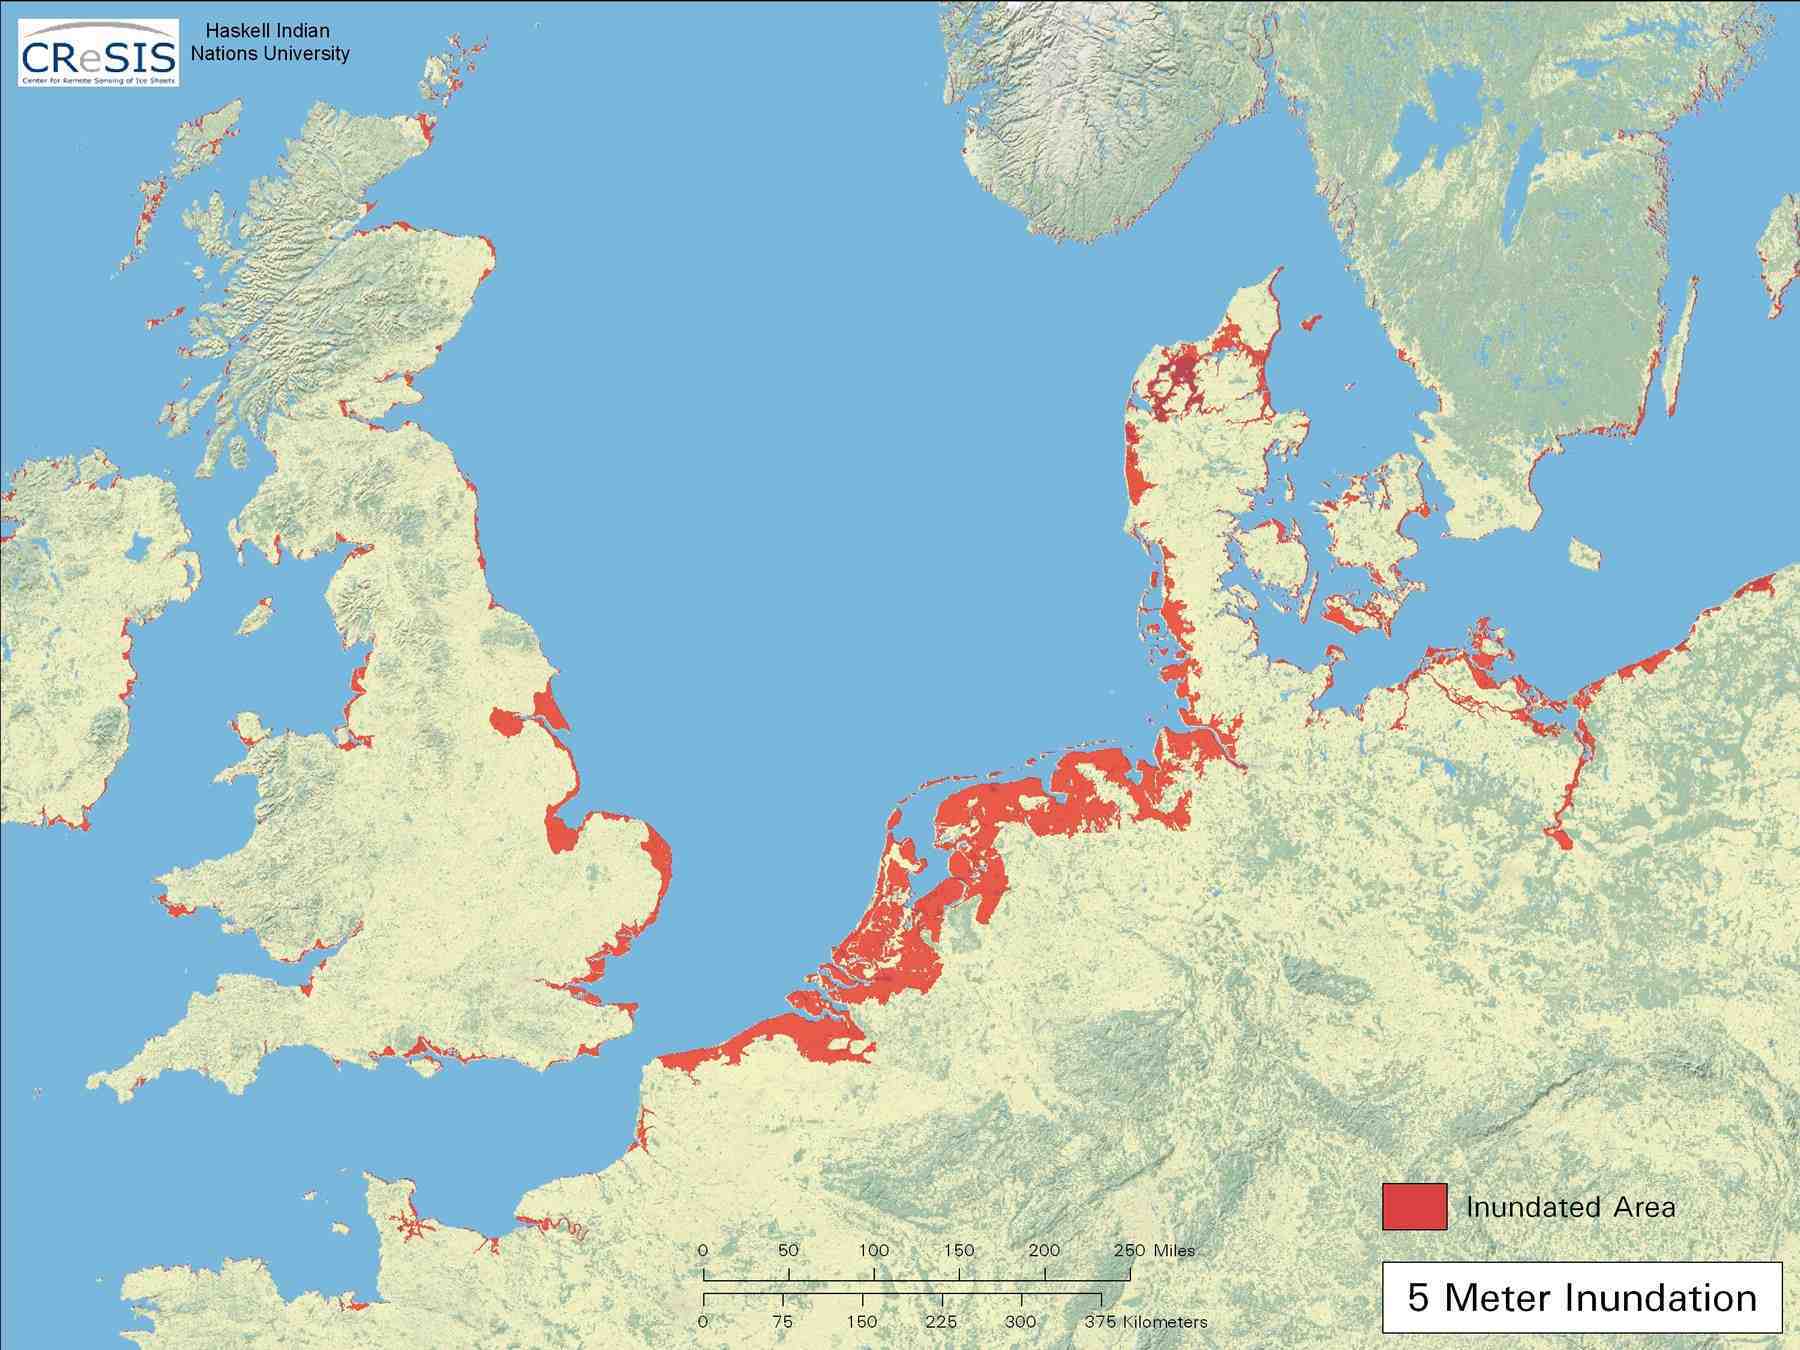 CReSIS
Center for Remote Sensing of Ice Sheets
Haskell Indian
Nations University
Inundated Area
0 50 100 150 200 250 Miles
0 75 150 225 300 375 Kilometers
5 Meter Inundation